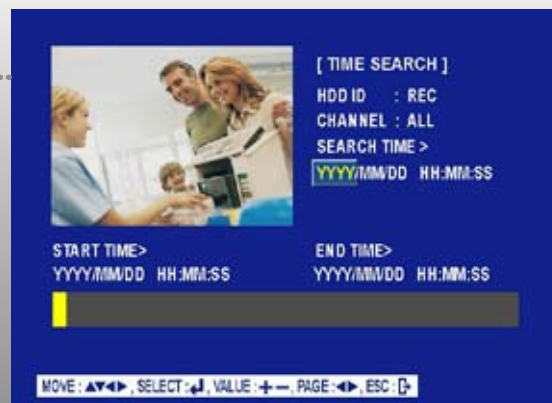 [ TIME SEARCH ]
HDD ID : REC
CHANNEL : ALL
SEARCH TIME >
YYYY/MM/DD HH:MM:SS
START TIME> END TIME>
YYYY/MM/DD HH:MM:SS YYYY/MM/DD HH:MM:SS
MOVE : ▲▼◀▶ , SELECT : ↲ , VALUE : + − , PAGE : ◀▶ , ESC :